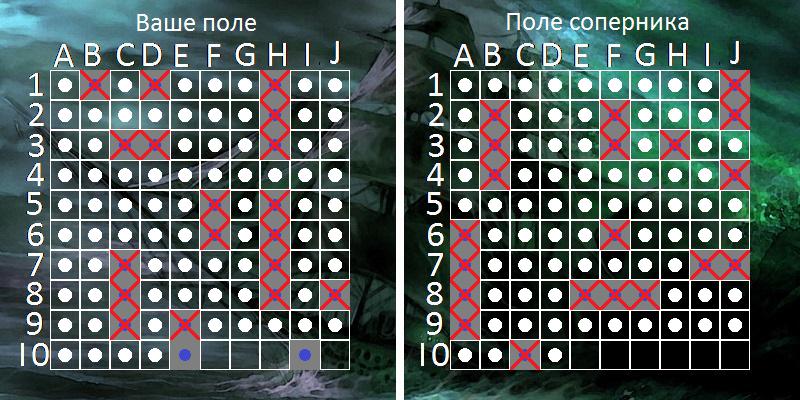 Ваше поле
Поле соперника
A B C D E F G H I J
A B C D E F G H I J
1 1
2 2
3 3
4 4
5 5
6 6
7 7
8 8
9 9
10 10